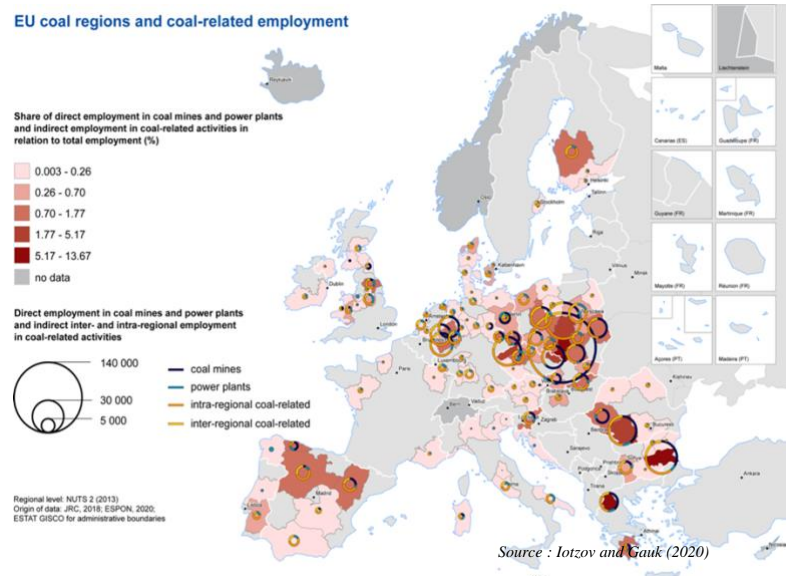 EU coal regions and coal-related employment
Share of direct employment in coal mines and power plants
and indirect employment in coal-related activities in
relation to total employment (%)
0.003 - 0.26
0.26 - 0.70
0.70 - 1.77
1.77 - 5.17
5.17 - 13.67
no data
Direct employment in coal mines and power plants
and indirect inter- and intra-regional employment
in coal-related activities
140 000
30 000
5 000
coal mines
power plants
intra-regional coal-related
inter-regional coal-related
Regional level: NUTS 2 (2013)
Origin of data: JRC, 2018; ESPON, 2020;
ESTAT GISCO for administrative boundaries
Reykjavik
Malta
Liechtenstein
Canarias (ES)
Guadeloupe (FR)
Guyane (FR)
Martinique (FR)
Mayotte (FR)
Réunion (FR)
Açores (PT)
Madeira (PT)
Oslo
Helsinki
Stockholm
Tallinn
Riga
København
Vilnius
Minsk
Dublin
London
Paris
Luxembourg
Bern
Vaduz
Zagreb
Sarajevo
Podgorica
Tirana
Bucuresti
Kishinev
Ankara
Madrid
Athinai
Source : Iotzov and Gauk (2020)